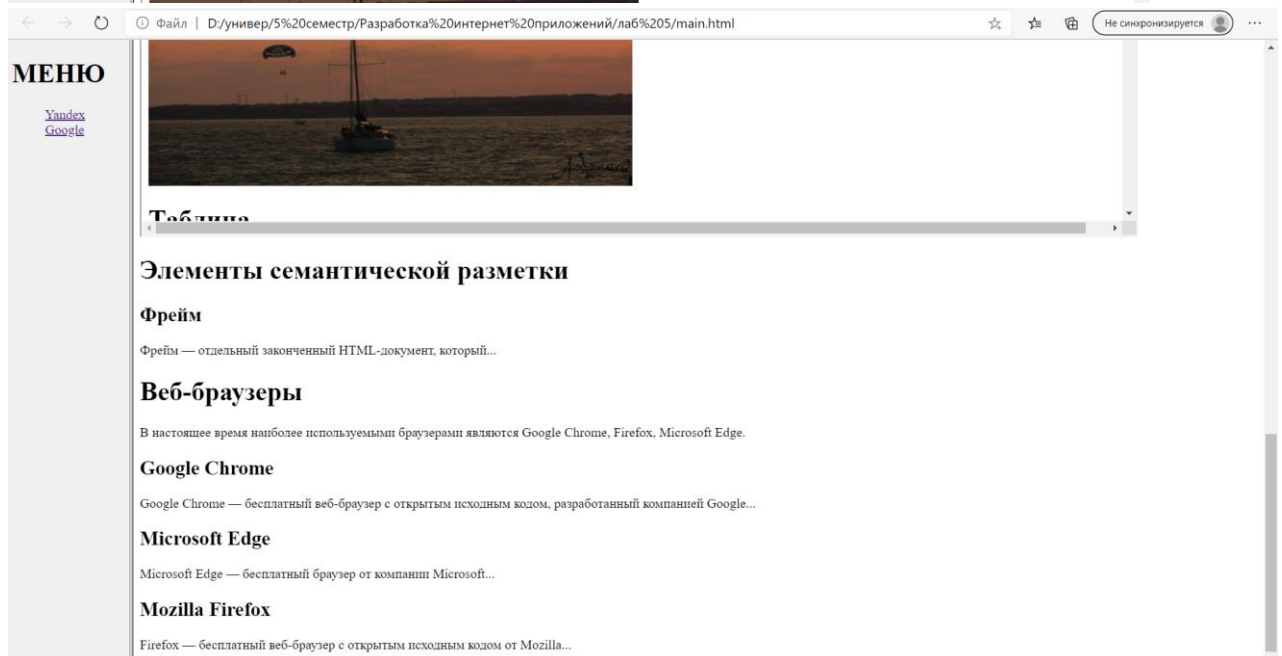 Файл | D:/универ/5%20семестр/Разработка%20интернет%20приложений/лаб%205/main.html
Не синхронизируется
МЕНЮ
Yandex
Google
Таблица
Элементы семантической разметки
Фрейм
Фрейм — отдельный законченный HTML-документ, который...
Веб-браузеры
В настоящее время наиболее используемыми браузерами являются Google Chrome, Firefox, Microsoft Edge.
Google Chrome
Google Chrome — бесплатный веб-браузер с открытым исходным кодом, разработанный компанией Google...
Microsoft Edge
Microsoft Edge — бесплатный браузер от компании Microsoft...
Mozilla Firefox
Firefox — бесплатный веб-браузер с открытым исходным кодом от Mozilla...